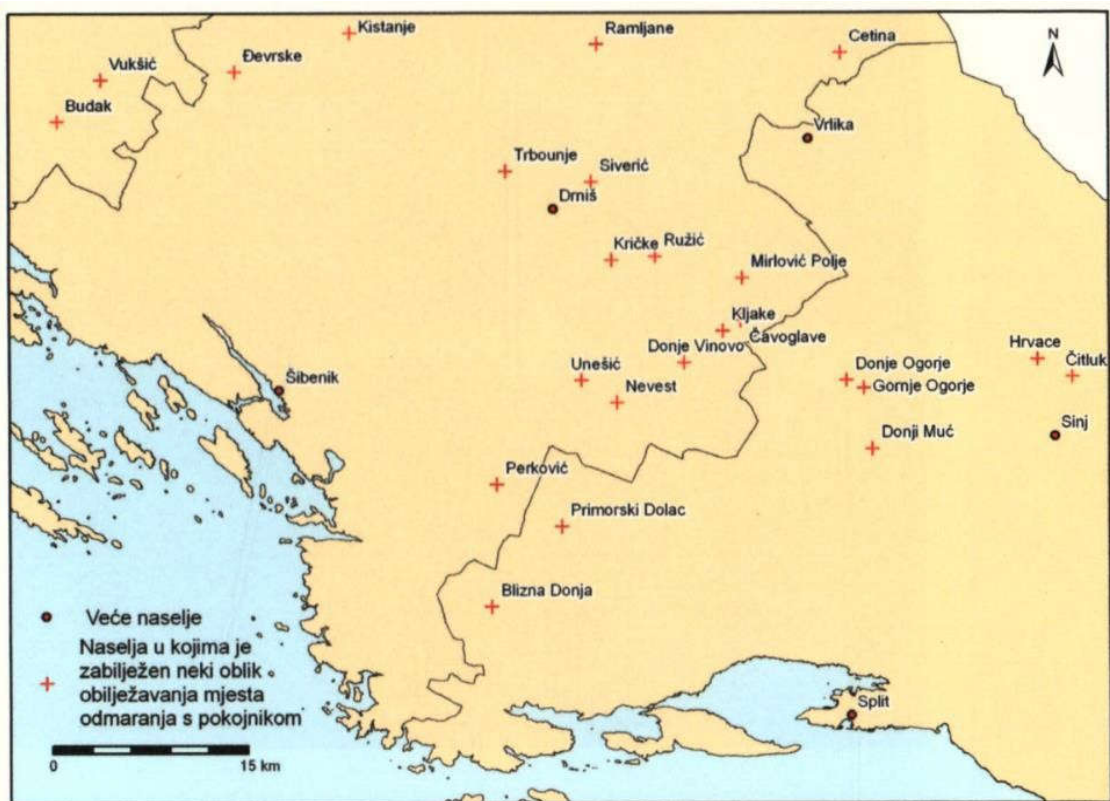 Kistanje
Ramljane
Cetina
N
Đevrske
Vukšić
Budak
Vrlika
Trbounje
Siverić
Drniš
Kričke
Ružić
Mirlović Polje
Kljake
Čavoglave
Donje Vinovo
Hrvace
Čitluk
Unešić
Donje Ogorje
Gornje Ogorje
Šibenik
Nevest
Sinj
Donji Muć
Perković
Primorski Dolac
Blizna Donja
Split
Veće naselje
Naselja u kojima je
zabilježen neki oblik
obilježavanja mjesta
odmaranja s pokojnikom
0 15 km